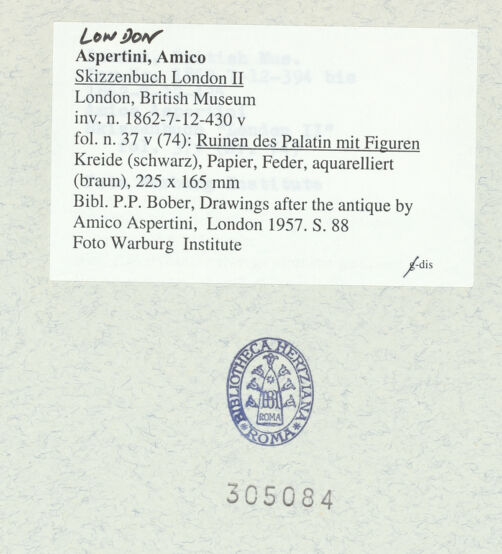 LONDON
Aspertini, Amico
Skizzenbuch London II
London, British Museum
inv. n. 1862-7-12-430 v
fol. n. 37 v (74): Ruinen des Palatin mit Figuren
Kreide (schwarz), Papier, Feder, aquarelliert
(braun), 225 x 165 mm
Bibl. P.P. Bober, Drawings after the antique by
Amico Aspertini, London 1957. S. 88
Foto Warburg Institute
g-dis
BIBLIOTHECA HERTZIANA
BH
ROMA
*ROMA*
305084